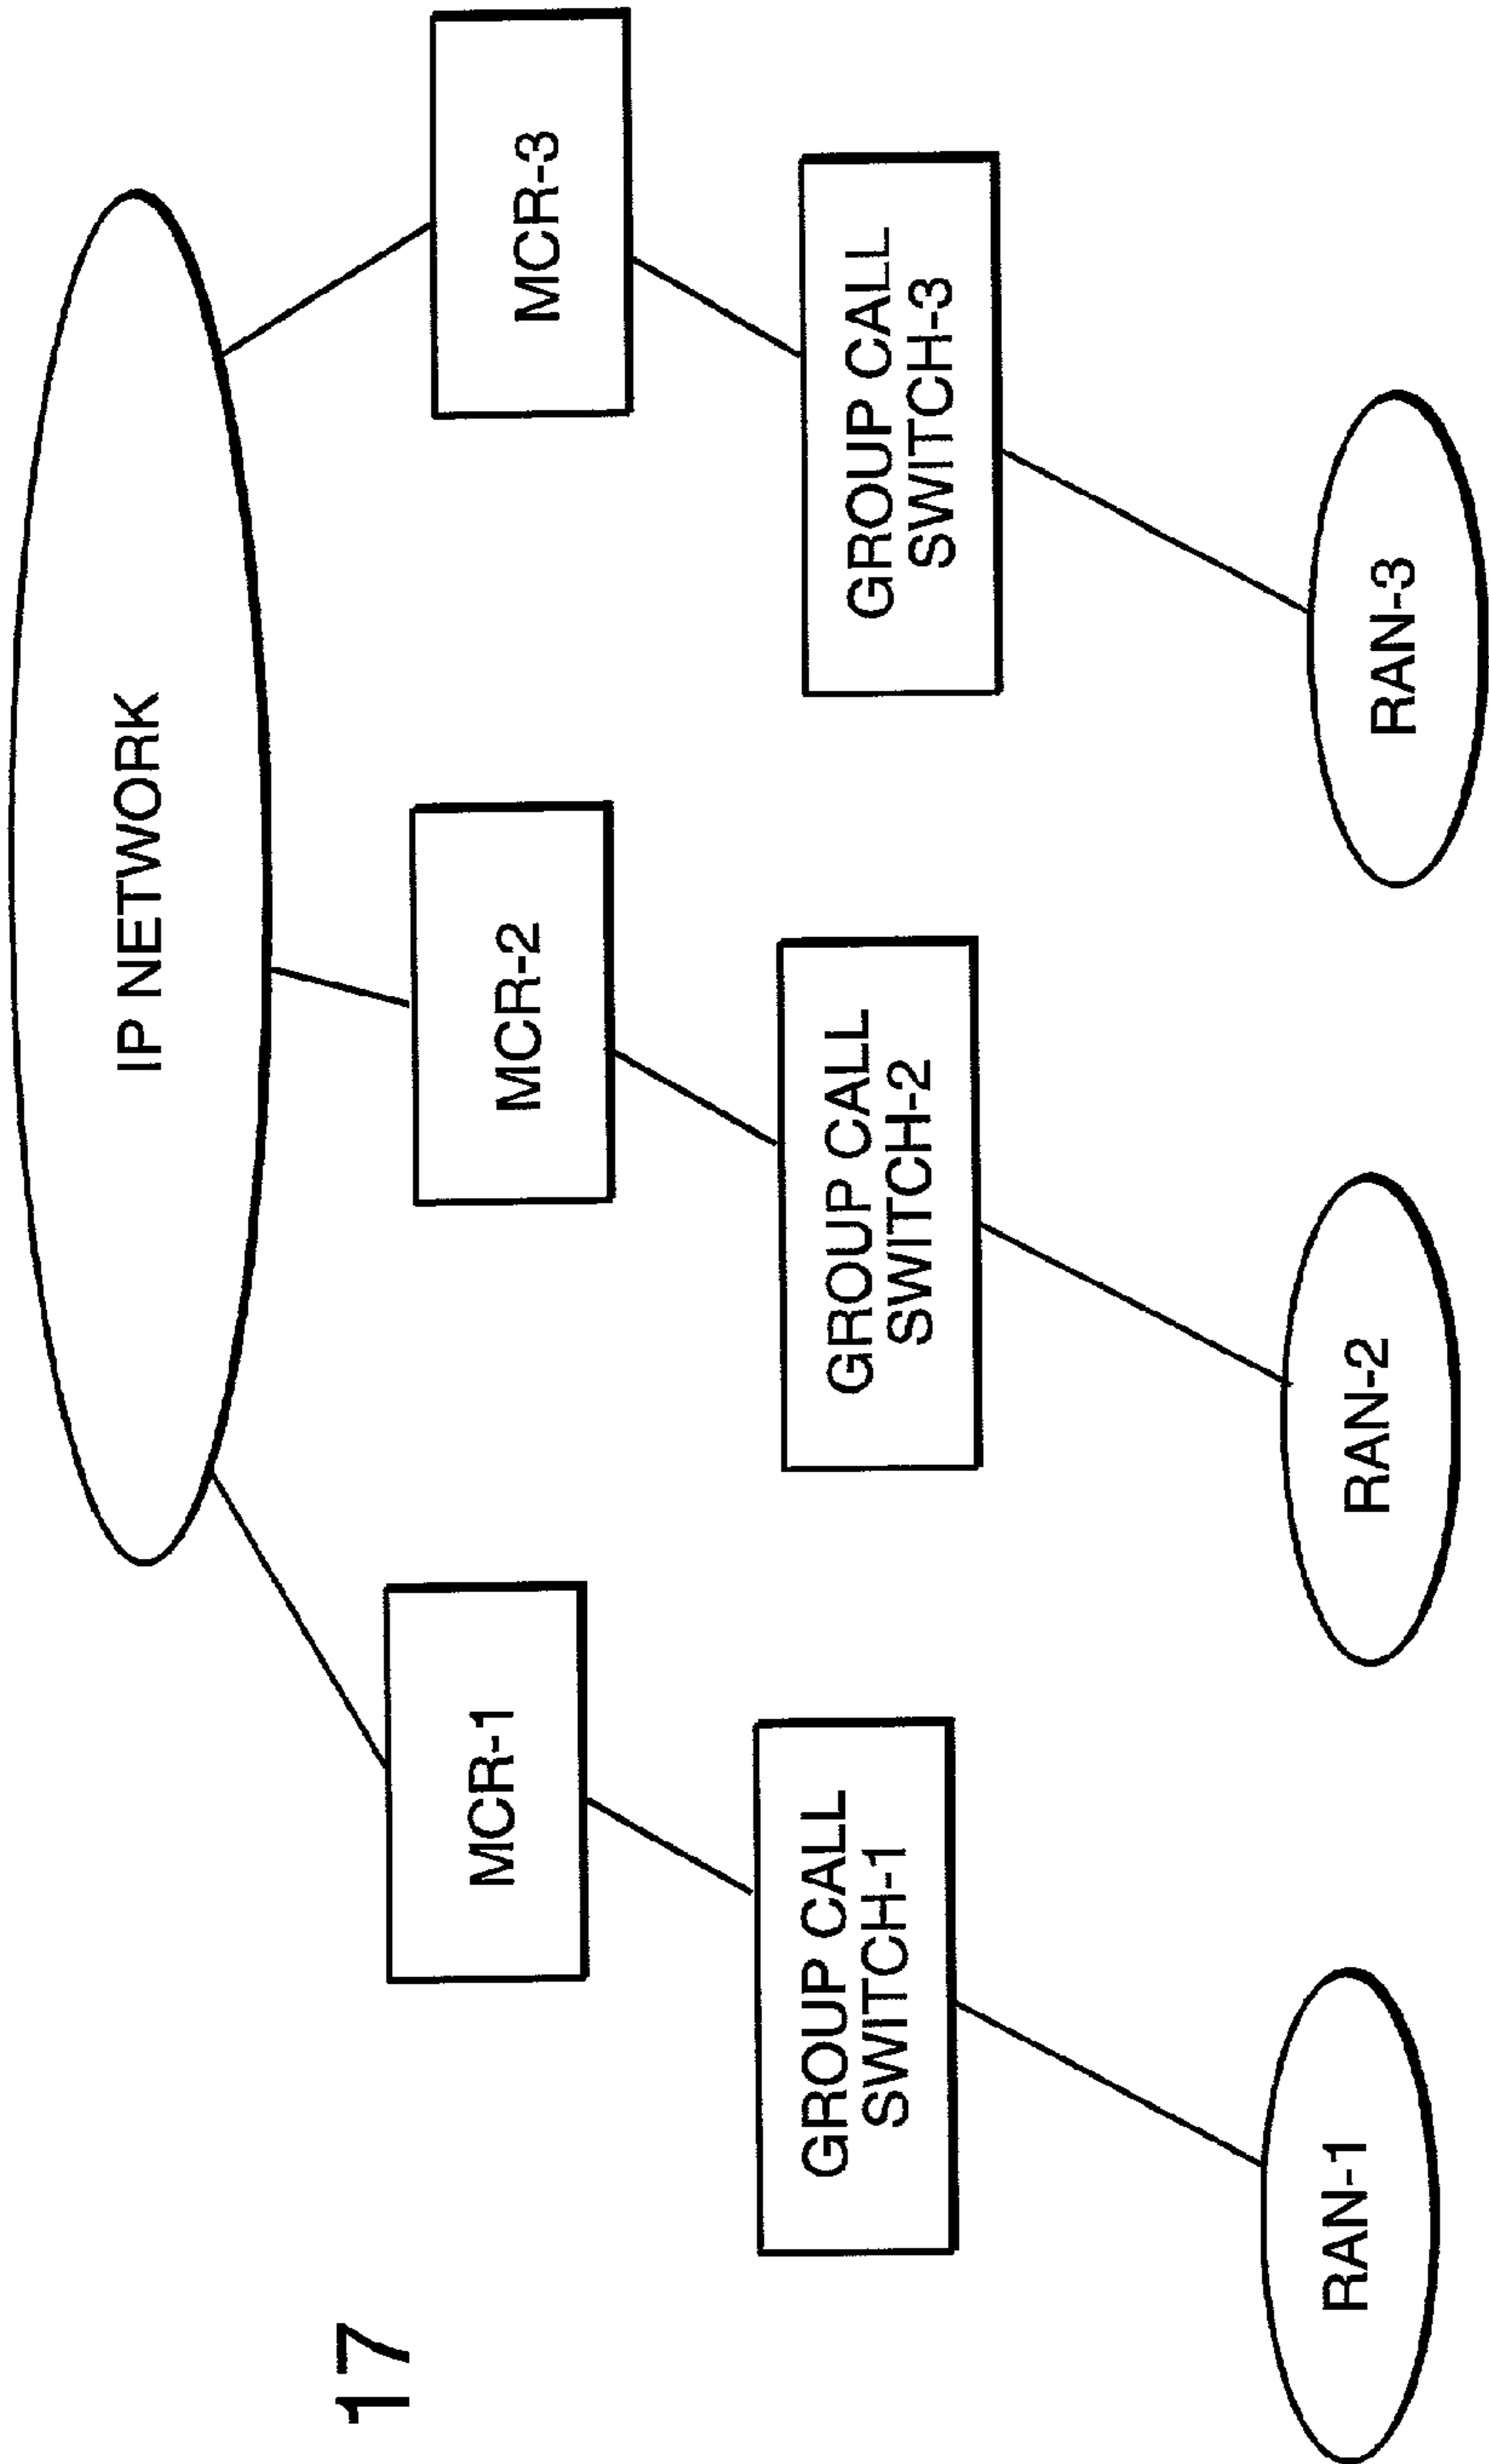 17
IP NETWORK
MCR-1
MCR-2
MCR-3
GROUP CALL
SWITCH-1
GROUP CALL
SWITCH-2
GROUP CALL
SWITCH-3
RAN-1
RAN-2
RAN-3